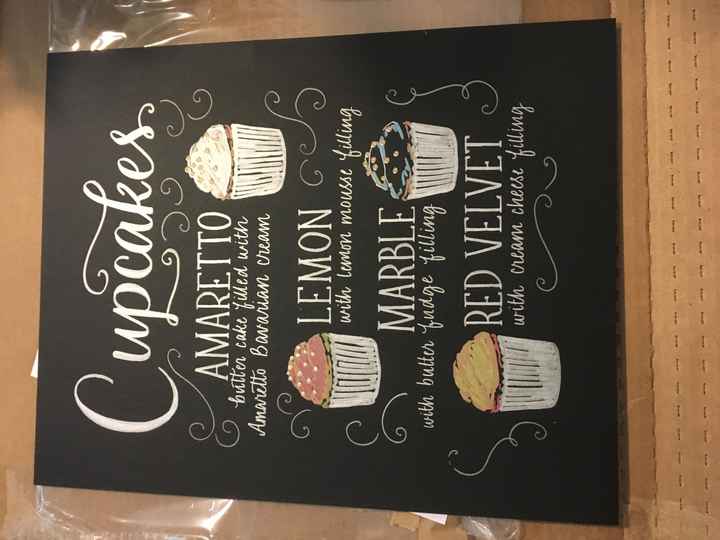 Cupcakes
AMARETTO
butter cake filled with
Amaretto Bavarian Cream
LEMON
with lemon mousse filling
MARBLE
with butter fudge filling
RED VELVET
with cream cheese filling